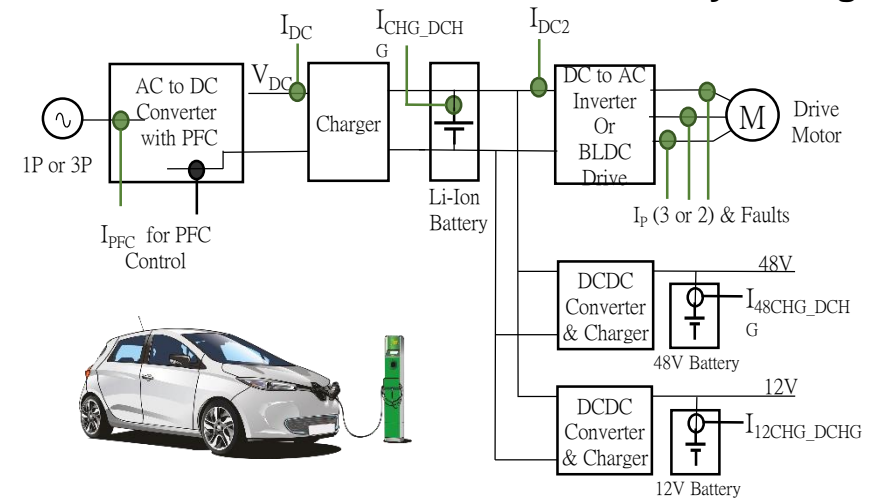 I_DC
I_CHG_DCH
G
I_DC2
V_DC
AC to DC
Converter
with PFC
Charger
DC to AC
Inverter
Or
BLDC
Drive
M
Drive
Motor
1P or 3P
Li-Ion
Battery
I_PFC for PFC
Control
I_P (3 or 2) & Faults
48V
DCDC
Converter
& Charger
I_48CHG_DCH
G
48V Battery
12V
DCDC
Converter
& Charger
I_12CHG_DCHG
12V Battery